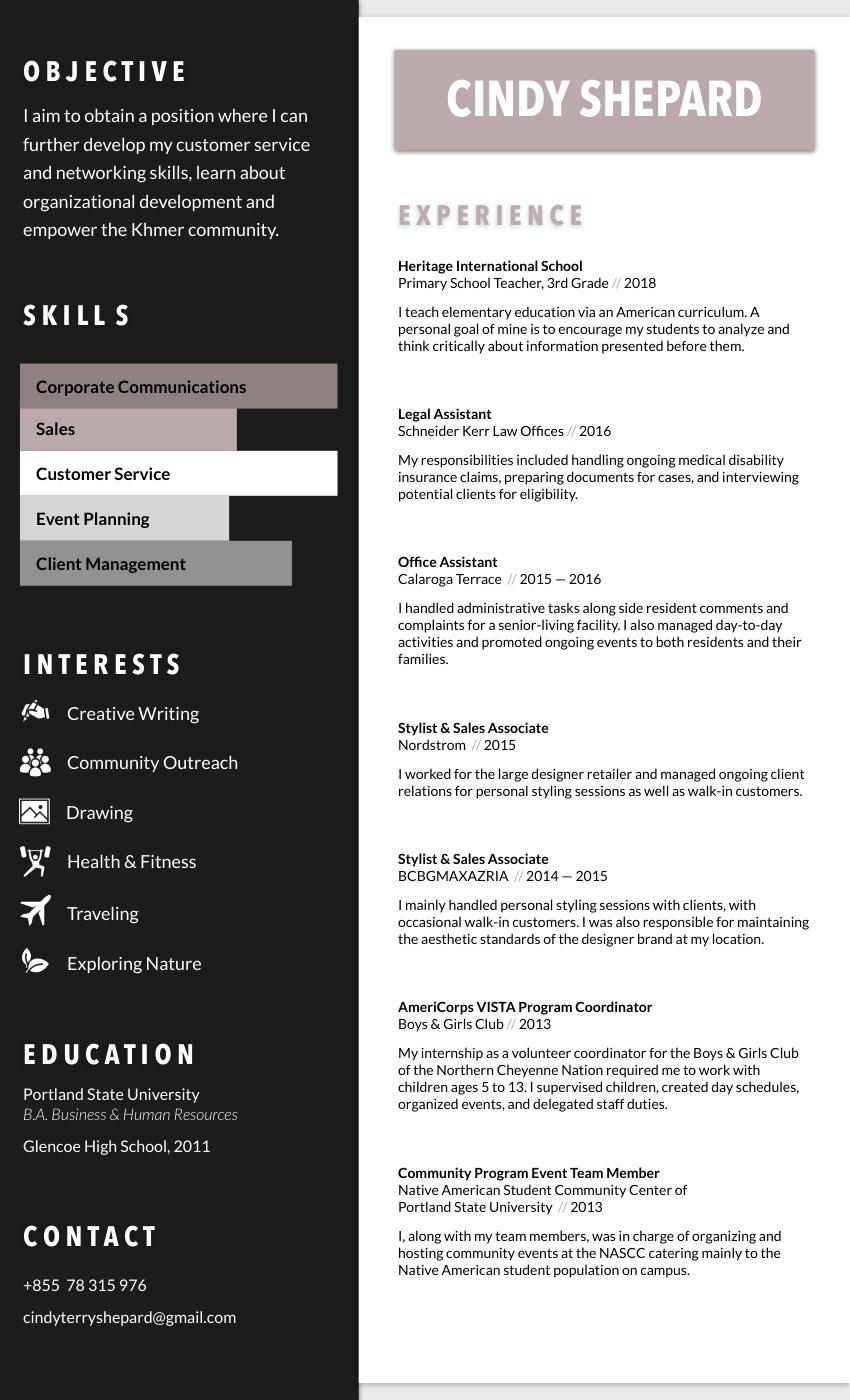 OBJECTIVE
I aim to obtain a position where I can
further develop my customer service
and networking skills, learn about
organizational development and
empower the Khmer community.
SKILLS
Corporate Communications
Sales
Customer Service
Event Planning
Client Management
INTERESTS
Creative Writing
Community Outreach
Drawing
Health & Fitness
Traveling
Exploring Nature
EDUCATION
Portland State University
B.A. Business & Human Resources
Glencoe High School, 2011
CONTACT
+855 78 315 976
cindyterryshepard@gmail.com
CINDY SHEPARD
EXPERIENCE
Heritage International School
Primary School Teacher, 3rd Grade // 2018
I teach elementary education via an American curriculum. A
personal goal of mine is to encourage my students to analyze and
think critically about information presented before them.
Legal Assistant
Schneider Kerr Law Offices // 2016
My responsibilities included handling ongoing medical disability
insurance claims, preparing documents for cases, and interviewing
potential clients for eligibility.
Office Assistant
Calaroga Terrace // 2015 — 2016
I handled administrative tasks along side resident comments and
complaints for a senior-living facility. I also managed day-to-day
activities and promoted ongoing events to both residents and their
families.
Stylist & Sales Associate
Nordstrom // 2015
I worked for the large designer retailer and managed ongoing client
relations for personal styling sessions as well as walk-in customers.
Stylist & Sales Associate
BCBGMAXAZRIA // 2014 — 2015
I mainly handled personal styling sessions with clients, with
occasional walk-in customers. I was also responsible for maintaining
the aesthetic standards of the designer brand at my location.
AmeriCorps VISTA Program Coordinator
Boys & Girls Club // 2013
My internship as a volunteer coordinator for the Boys & Girls Club
of the Northern Cheyenne Nation required me to work with
children ages 5 to 13. I supervised children, created day schedules,
organized events, and delegated staff duties.
Community Program Event Team Member
Native American Student Community Center of
Portland State University // 2013
I, along with my team members, was in charge of organizing and
hosting community events at the NASCC catering mainly to the
Native American student population on campus.